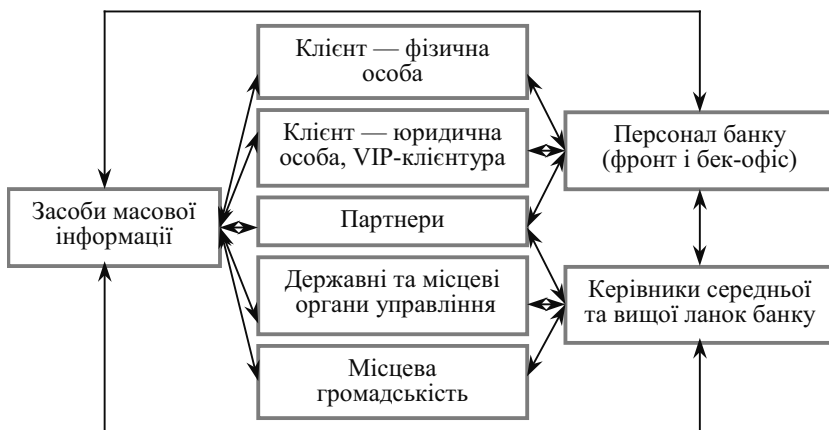 Клієнт — фізична
особа
Клієнт — юридична
особа, VIP-клієнтура
Персонал банку
(фронт і бек-офіс)
Засоби масової
інформації
Партнери
Державні та місцеві
органи управління
Керівники середньої
та вищої ланок банку
Місцева
громадськість